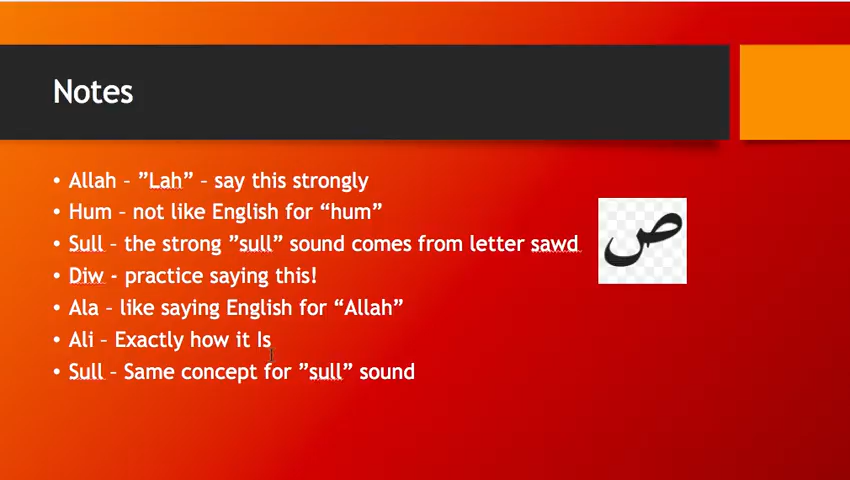 Notes
• Allah – ”Lah” – say this strongly
• Hum – not like English for “hum”
• Sull – the strong ”sull” sound comes from letter sawd
ص
• Diw - practice saying this!
• Ala – like saying English for “Allah”
• Ali – Exactly how it Is
• Sull – Same concept for ”sull” sound